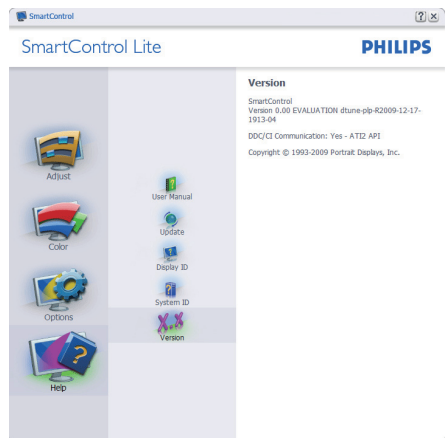 SmartControl
SmartControl Lite
PHILIPS
Adjust
Color
Options
Help
User Manual
Update
Display ID
System ID
Version
Version
SmartControl
Version 0.00 EVALUATION dtune-plp-R2009-12-17-
1913-04
DDC/CI Communication: Yes - ATI2 API
Copyright © 1993-2009 Portrait Displays, Inc.